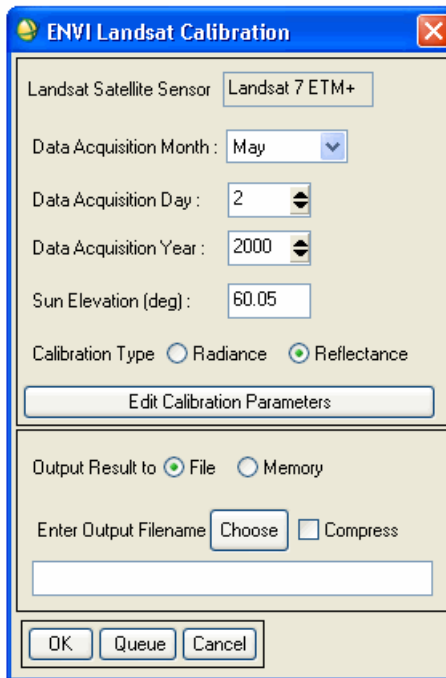 ENVI Landsat Calibration
Landsat Satellite Sensor Landsat 7 ETM+
Data Acquisition Month : May
Data Acquisition Day : 2
Data Acquisition Year : 2000
Sun Elevation (deg) : 60.05
Calibration Type Radiance Reflectance
Edit Calibration Parameters
Output Result to File Memory
Enter Output Filename Choose Compress
OK Queue Cancel